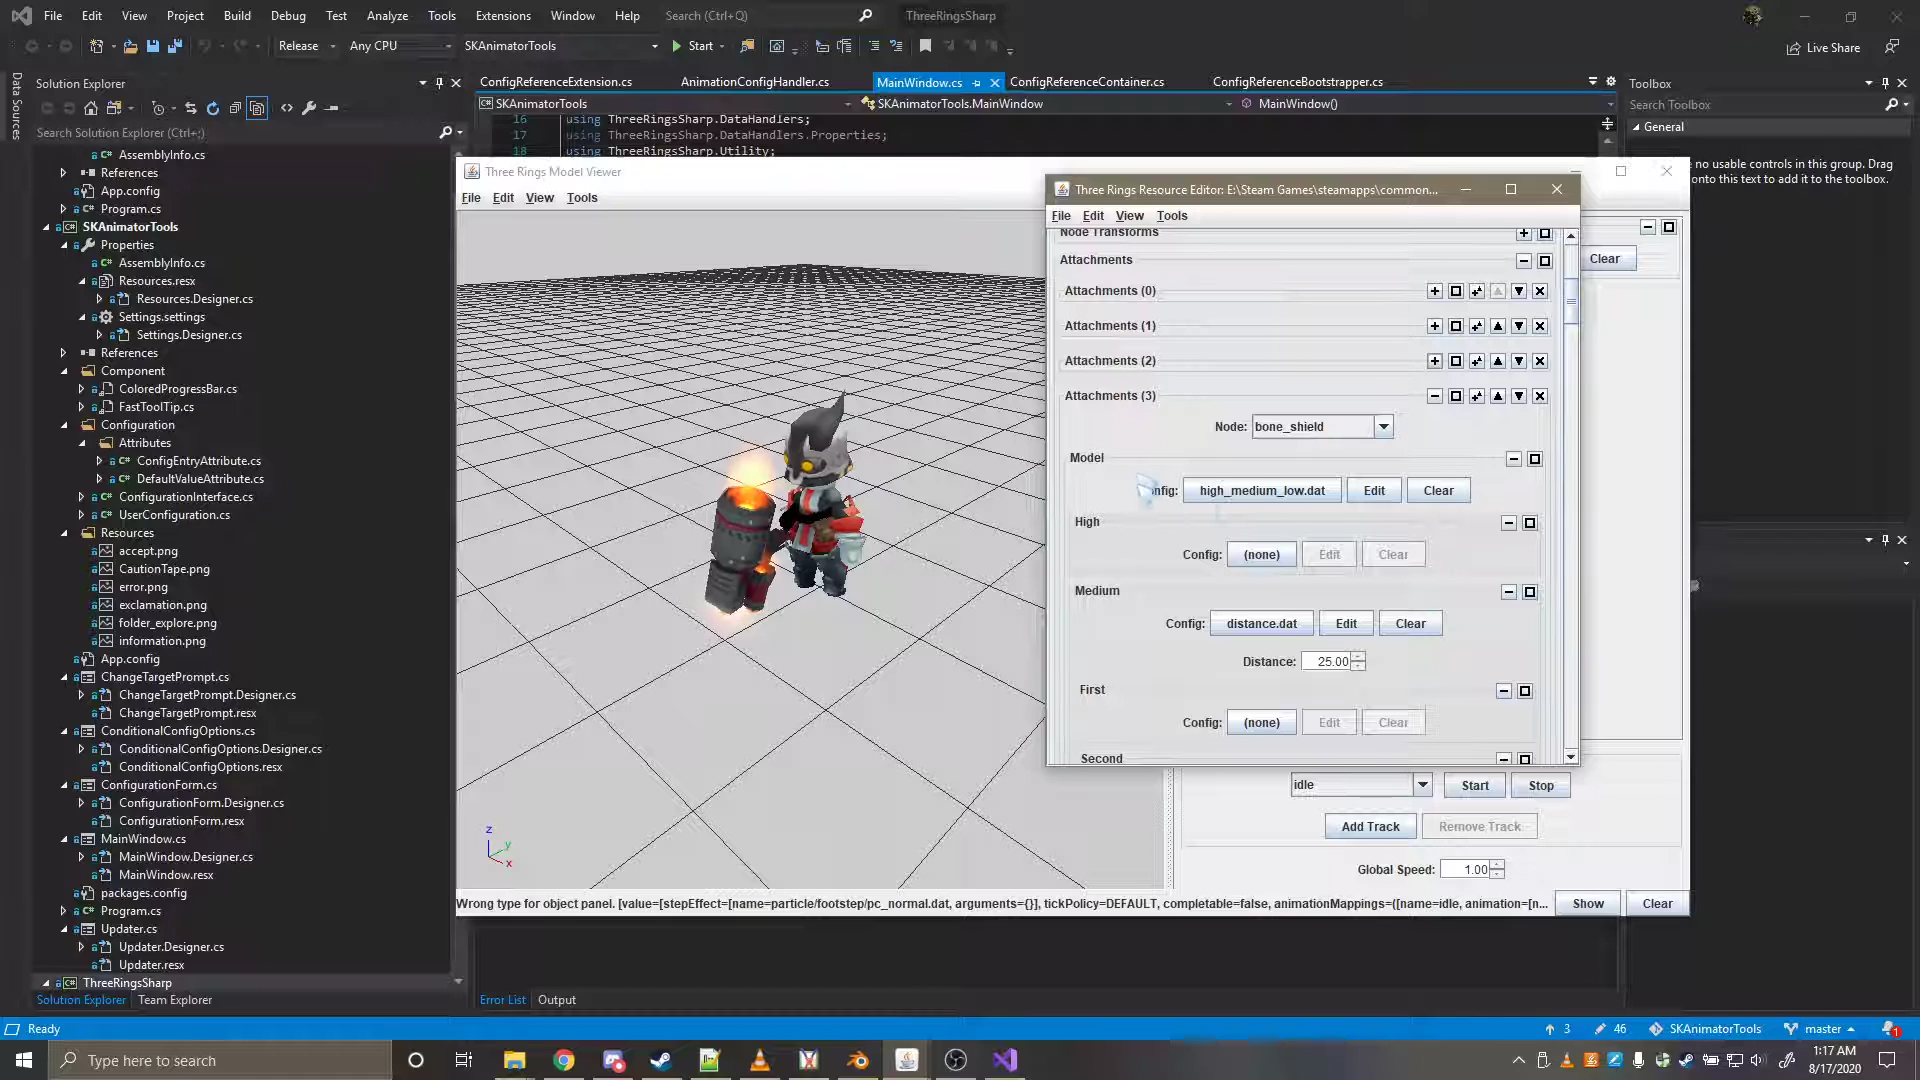 File Edit View Project Build Debug Test Analyze Tools Extensions Window Help Search (Ctrl+Q) ThreeRingsSharp
Release Any CPU SKAnimatorTools Start Live Share
Data Sources
Solution Explorer
Search Solution Explorer (Ctrl+;)
AssemblyInfo.cs
References
App.config
Program.cs
SKAnimatorTools
Properties
AssemblyInfo.cs
Resources.resx
Resources.Designer.cs
Settings.settings
Settings.Designer.cs
References
Component
ColoredProgressBar.cs
FastToolTip.cs
Configuration
Attributes
ConfigEntryAttribute.cs
DefaultValueAttribute.cs
ConfigurationInterface.cs
UserConfiguration.cs
Resources
accept.png
CautionTape.png
error.png
exclamation.png
folder_explore.png
information.png
App.config
ChangeTargetPrompt.cs
ChangeTargetPrompt.Designer.cs
ChangeTargetPrompt.resx
ConditionalConfigOptions.cs
ConditionalConfigOptions.Designer.cs
ConditionalConfigOptions.resx
ConfigurationForm.cs
ConfigurationForm.Designer.cs
ConfigurationForm.resx
MainWindow.cs
MainWindow.Designer.cs
MainWindow.resx
packages.config
Program.cs
Updater.cs
Updater.Designer.cs
Updater.resx
ThreeRingsSharp
Solution Explorer Team Explorer
ConfigReferenceExtension.cs AnimationConfigHandler.cs MainWindow.cs ConfigReferenceContainer.cs ConfigReferenceBootstrapper.cs
SKAnimatorTools SKAnimatorTools.MainWindow MainWindow()
16 using ThreeRingsSharp.DataHandlers;
17 using ThreeRingsSharp.DataHandlers.Properties;
18 using ThreeRingsSharp.Utility;
Toolbox
Search Toolbox
General
no usable controls in this group. Drag
onto this text to add it to the toolbox.
Three Rings Model Viewer
File Edit View Tools
Clear
z
y
x
Three Rings Resource Editor: E:\Steam Games\steamapps\common...
File Edit View Tools
Node Transforms
Attachments
Attachments (0)
Attachments (1)
Attachments (2)
Attachments (3)
Node: bone_shield
Model
nfig: high_medium_low.dat Edit Clear
High
Config: (none) Edit Clear
Medium
Config: distance.dat Edit Clear
Distance: 25.00
First
Config: (none) Edit Clear
Second
idle Start Stop
Add Track Remove Track
Global Speed: 1.00
Wrong type for object panel. [value=[stepEffect=[name=particle/footstep/pc_normal.dat, arguments={}], tickPolicy=DEFAULT, completable=false, animationMappings=([name=idle, animation=[n... Show Clear
Error List Output
Ready 3 46 SKAnimatorTools master 1
Type here to search
1:17 AM
8/17/2020